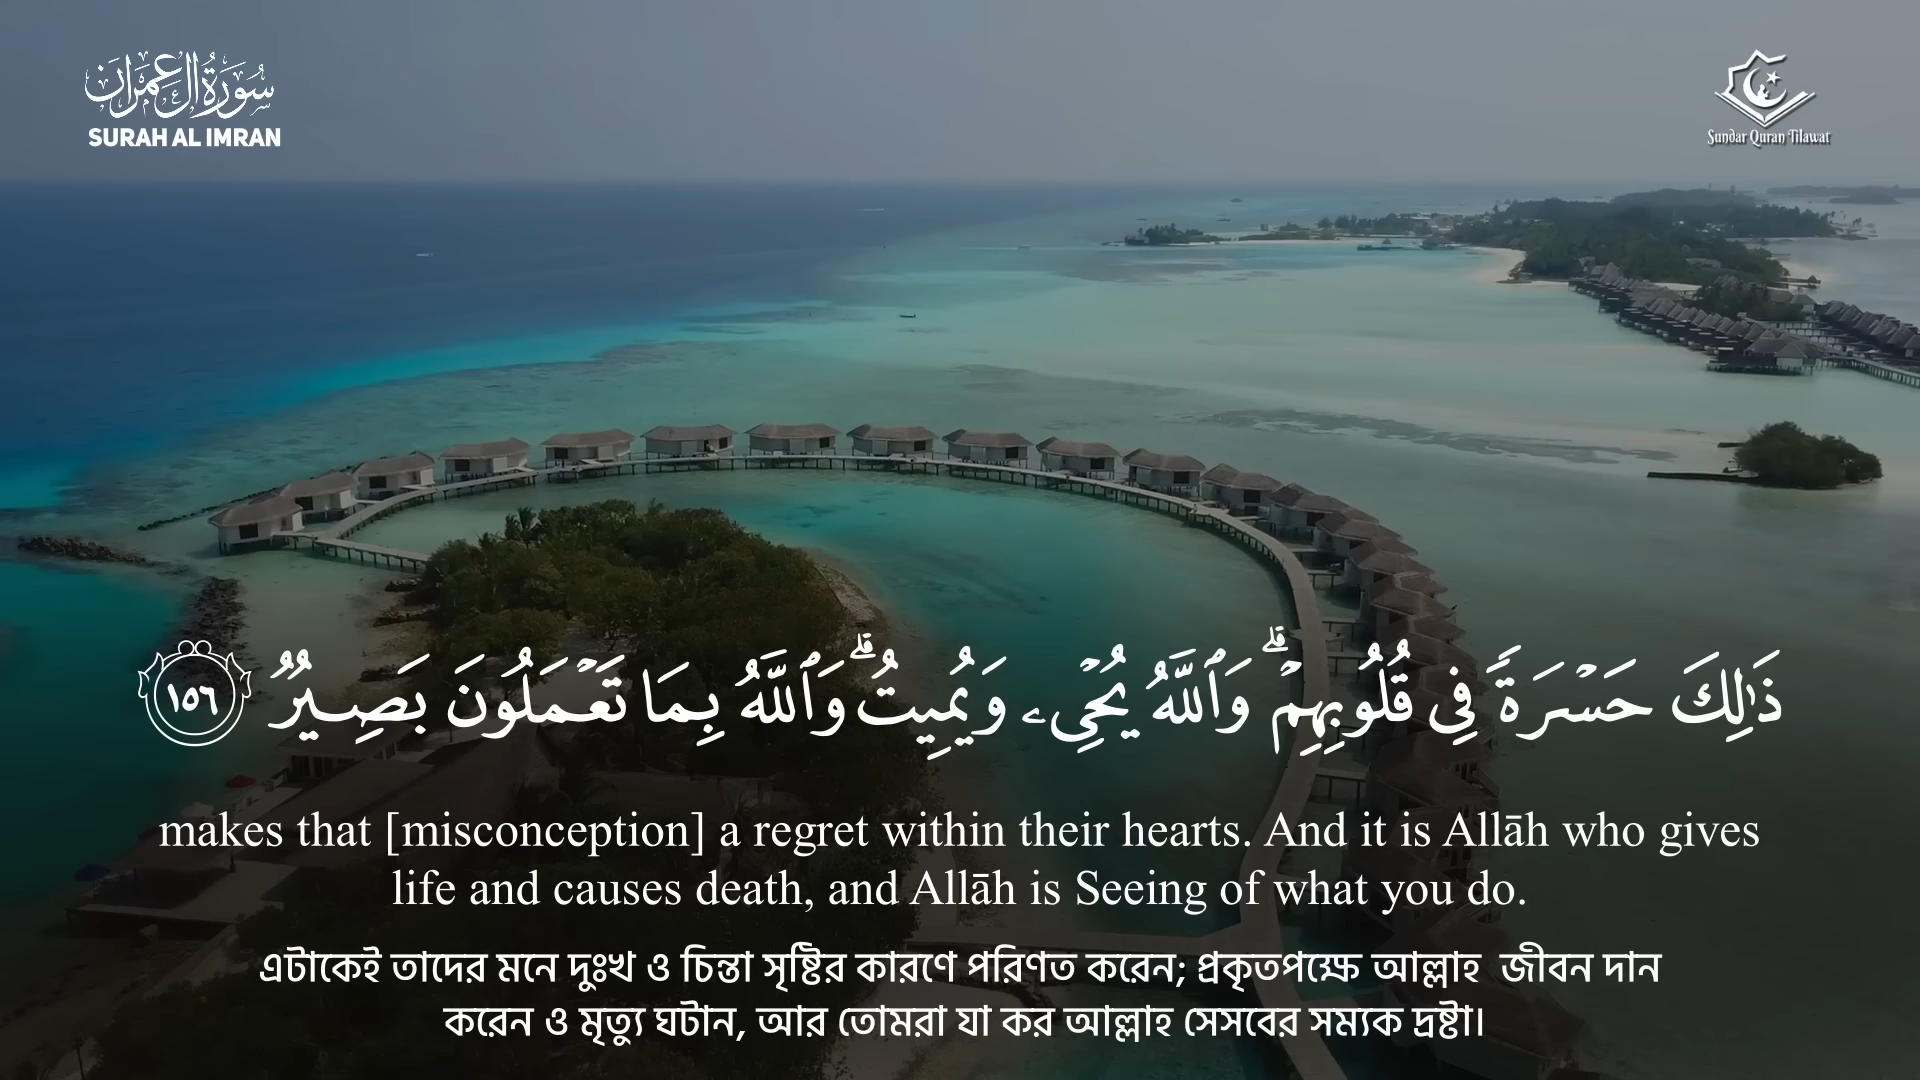 سُورَةُ آلِ عِمْرَان
SURAH AL IMRAN
Sundar Quran Tilawat
ذَٰلِكَ حَسْرَةً فِى قُلُوبِهِمْ ۗ وَٱللَّهُ يُحْىِۦ وَيُمِيتُ ۗ وَٱللَّهُ بِمَا تَعْمَلُونَ بَصِيرٌ ١٥٦
makes that [misconception] a regret within their hearts. And it is Allāh who gives
life and causes death, and Allāh is Seeing of what you do.
এটাকেই তাদের মনে দুঃখ ও চিন্তা সৃষ্টির কারণে পরিণত করেন; প্রকৃতপক্ষে আল্লাহ জীবন দান
করেন ও মৃত্যু ঘটান, আর তোমরা যা কর আল্লাহ সেসবের সম্যক দ্রষ্টা।